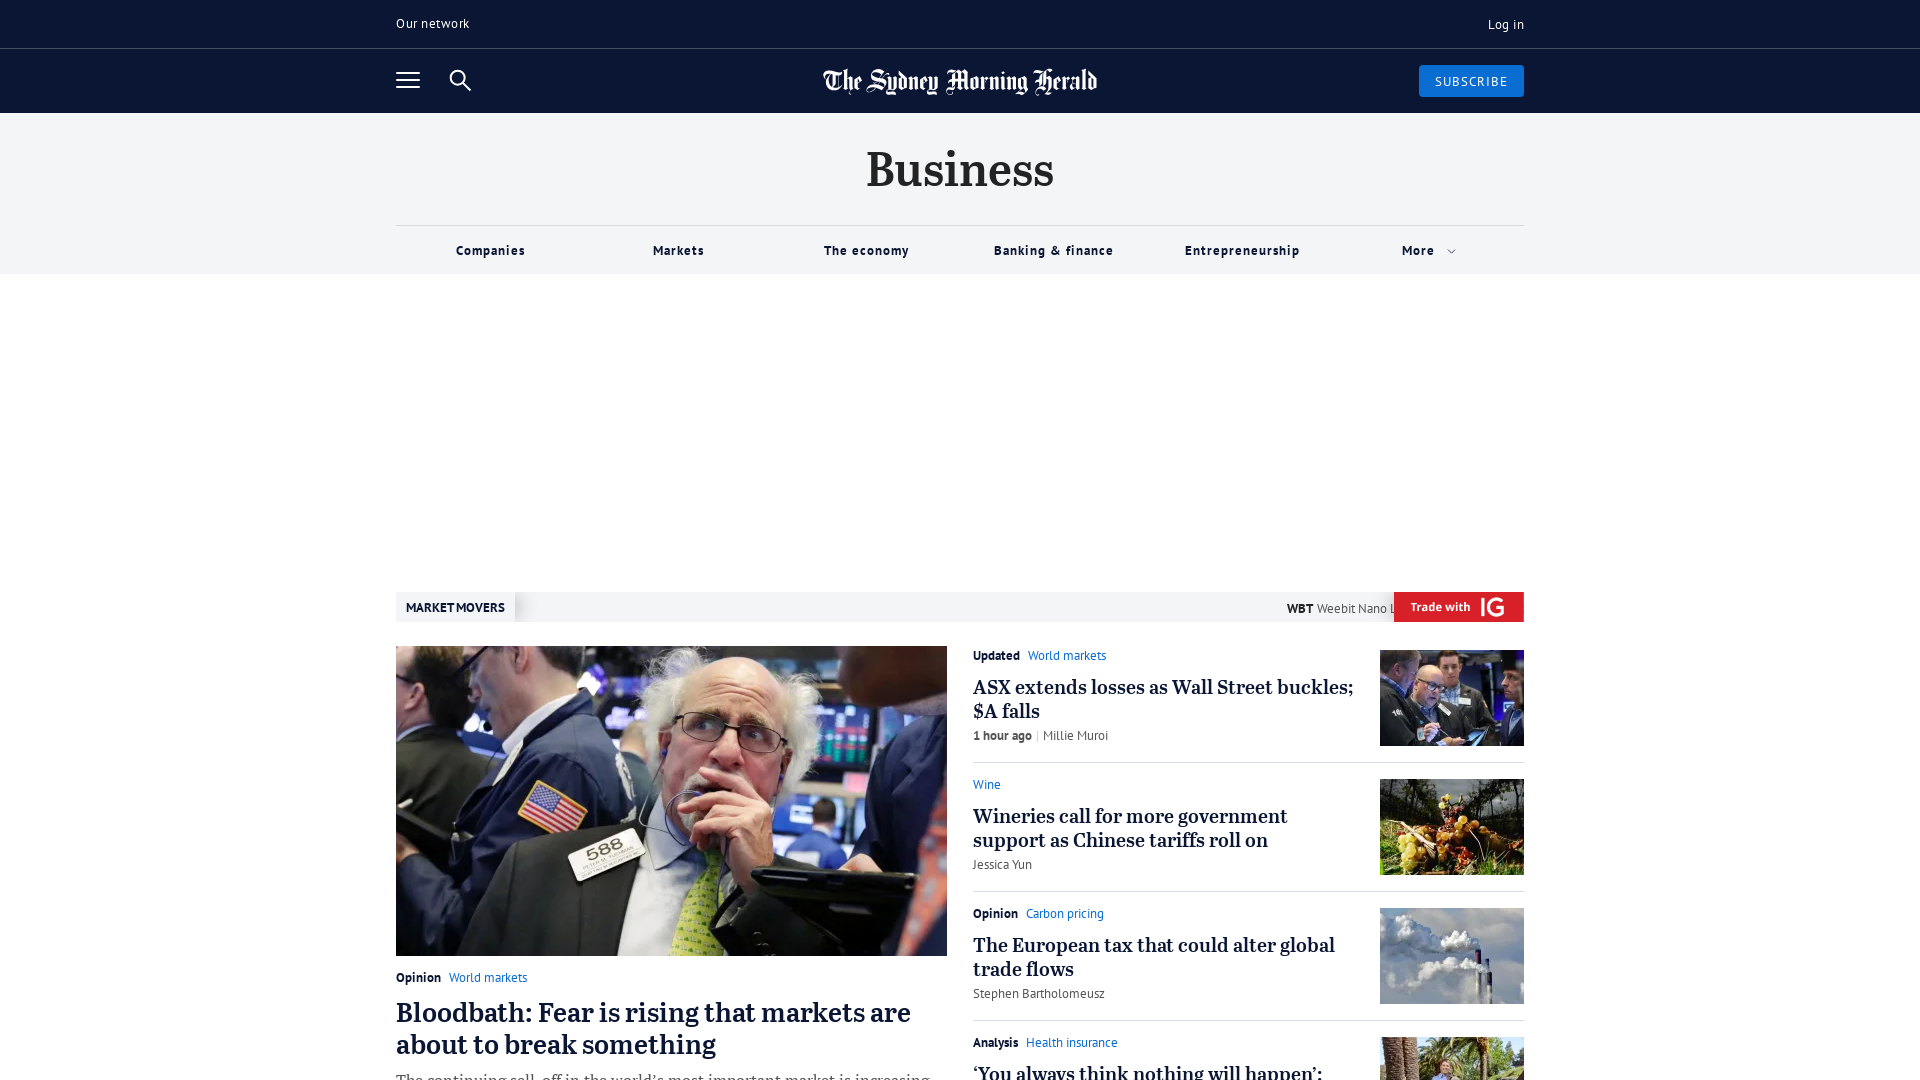 Our network
Log in
The Sydney Morning Herald
SUBSCRIBE
Business
Companies
Markets
The economy
Banking & finance
Entrepreneurship
More
MARKET MOVERS
WBT Weebit Nano L
Trade with IG
588
Opinion World markets
Bloodbath: Fear is rising that markets are
about to break something
The continuing sell-off in the world's most important market is increasing
Updated World markets
ASX extends losses as Wall Street buckles;
$A falls
1 hour ago | Millie Muroi
Wine
Wineries call for more government
support as Chinese tariffs roll on
Jessica Yun
Opinion Carbon pricing
The European tax that could alter global
trade flows
Stephen Bartholomeusz
Analysis Health insurance
‘You always think nothing will happen’: